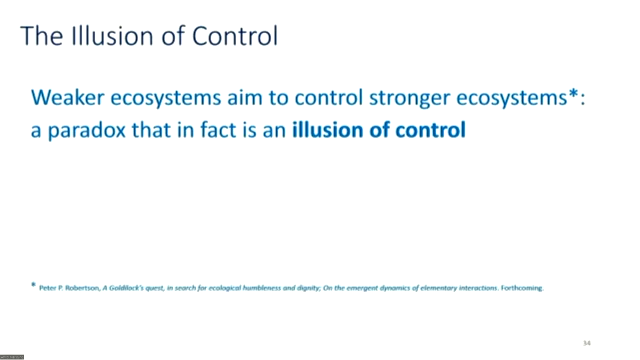 The Illusion of Control
Weaker ecosystems aim to control stronger ecosystems*:
a paradox that in fact is an illusion of control
* Peter P. Robertson, A Goldilock's quest, in search for ecological humbleness and dignity; On the emergent dynamics of elementary interactions. Forthcoming.
34